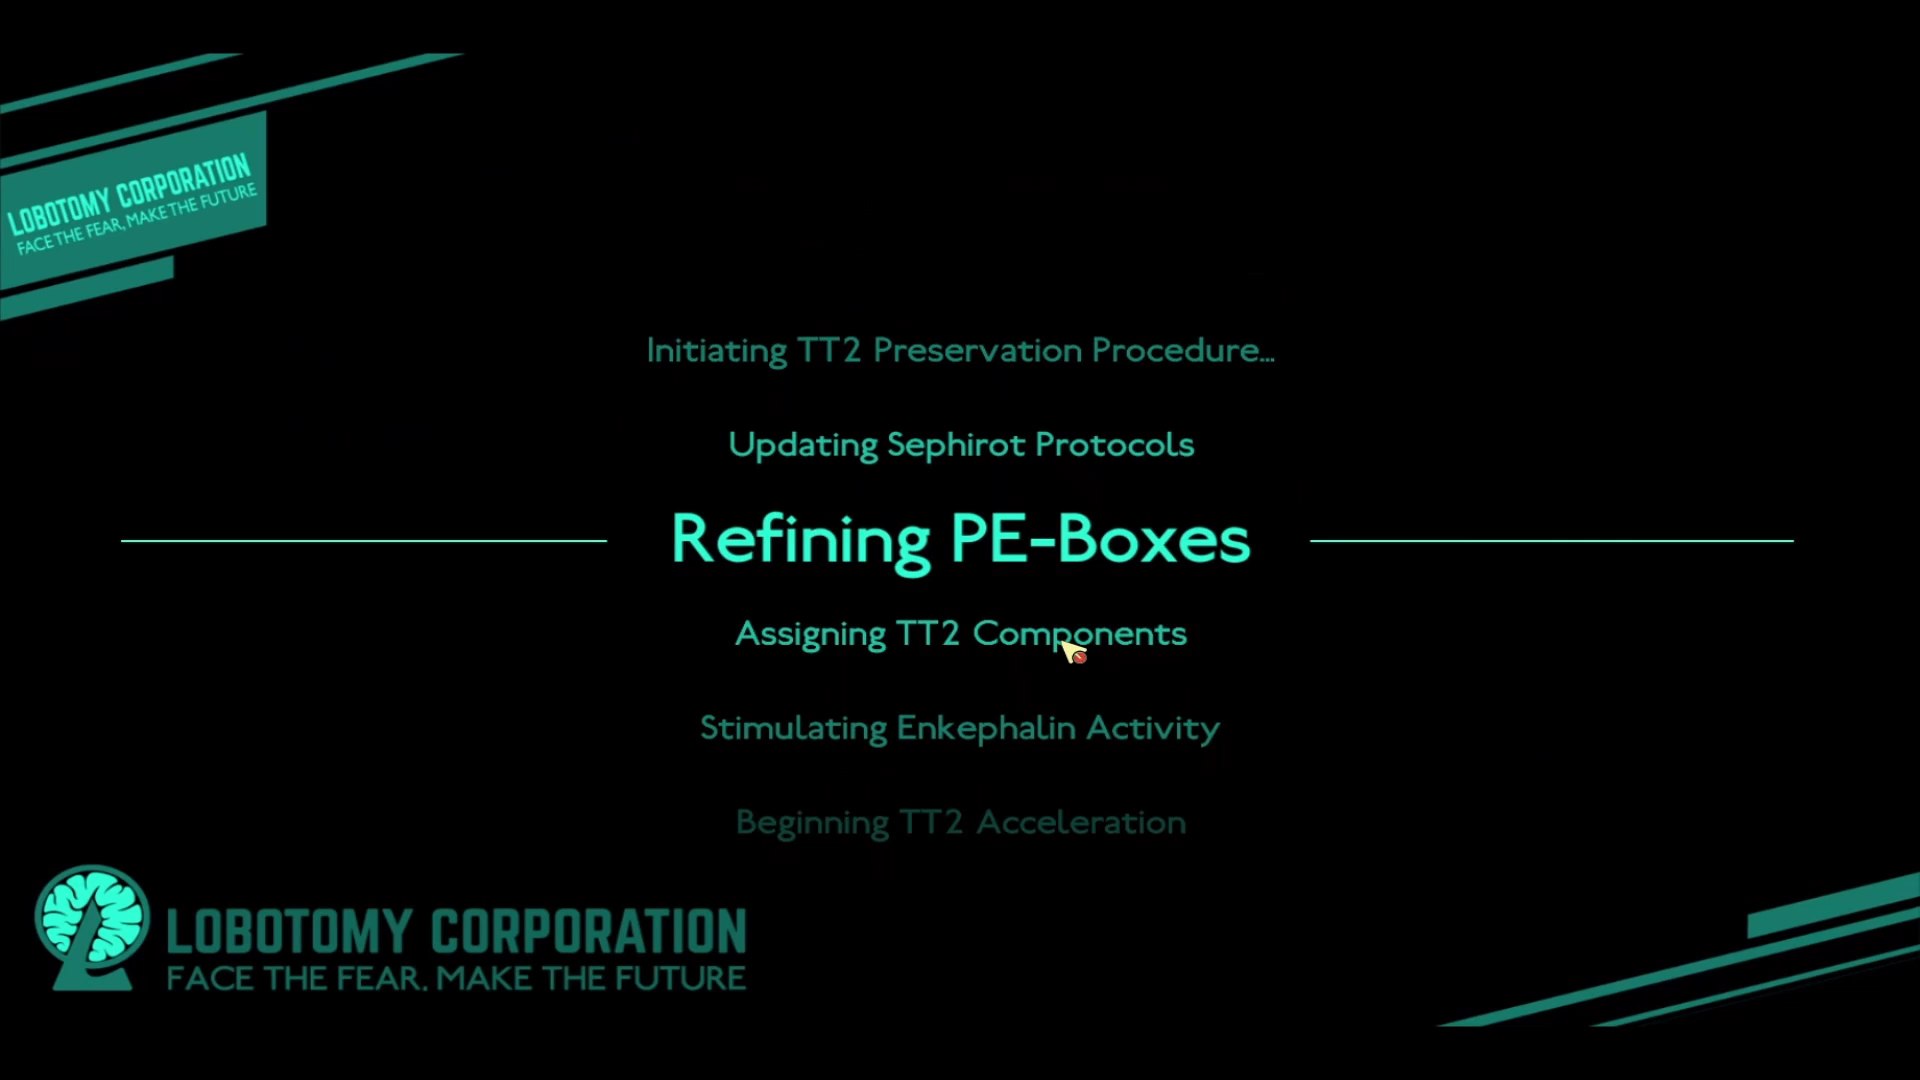 LOBOTOMY CORPORATION
FACE THE FEAR, MAKE THE FUTURE
Initiating TT2 Preservation Procedure...
Updating Sephirot Protocols
Refining PE-Boxes
Assigning TT2 Components
Stimulating Enkephalin Activity
Beginning TT2 Acceleration
LOBOTOMY CORPORATION
FACE THE FEAR. MAKE THE FUTURE